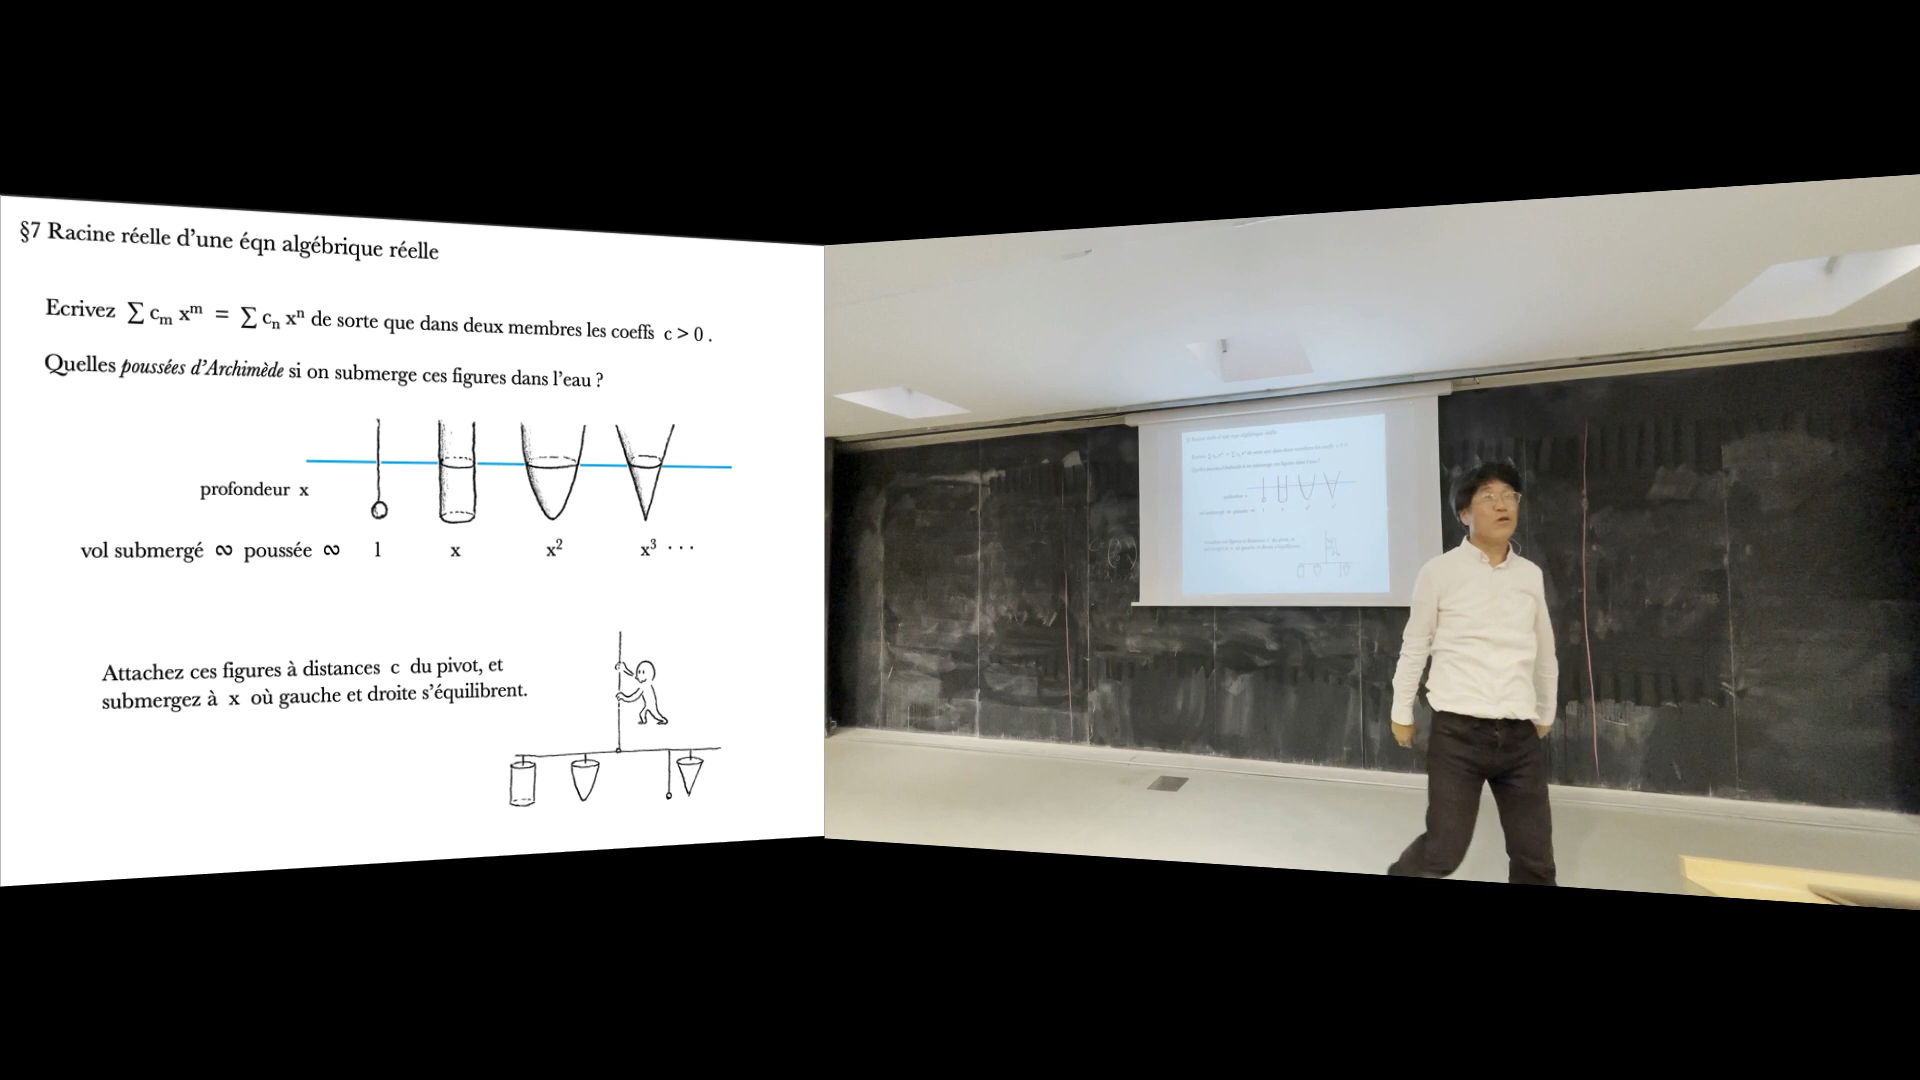 §7 Racine réelle d'une éqn algébrique réelle
Ecrivez ∑ cₘ xᵐ = ∑ cₙ xⁿ de sorte que dans deux membres les coeffs c > 0 .
Quelles poussées d'Archimède si on submerge ces figures dans l'eau ?
profondeur x
vol submergé ∞ poussée ∞ 1 x x² x³ · · ·
Attachez ces figures à distances c du pivot, et
submergez à x où gauche et droite s'équilibrent.